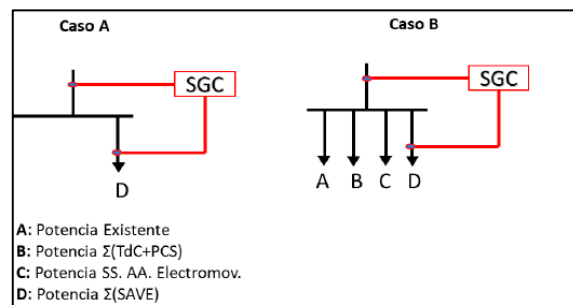 Caso A
Caso B
SGC
SGC
D
A B C D
A: Potencia Existente
B: Potencia Σ(TdC+PCS)
C: Potencia SS. AA. Electromov.
D: Potencia Σ(SAVE)